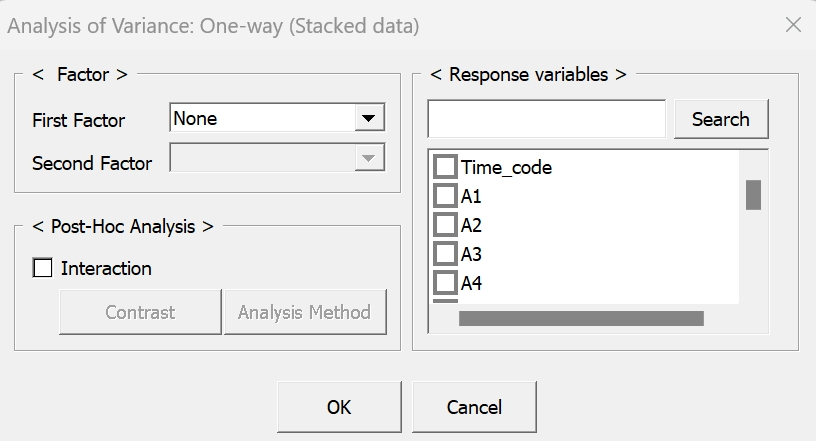 Analysis of Variance: One-way (Stacked data)
< Factor >
First Factor None
Second Factor
< Post-Hoc Analysis >
Interaction
Contrast Analysis Method
< Response variables >
Search
Time_code
A1
A2
A3
A4
OK Cancel